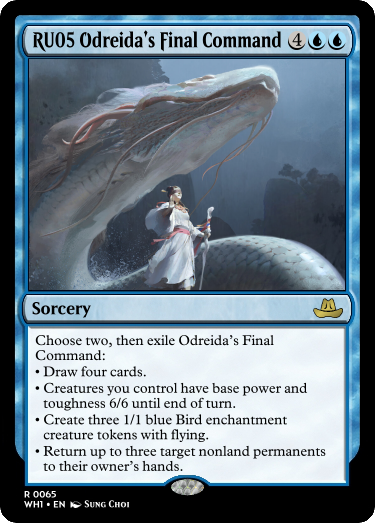 RU05 Odreida's Final Command 4
Sorcery
Choose two, then exile Odreida's Final
Command:
• Draw four cards.
• Creatures you control have base power and
toughness 6/6 until end of turn.
• Create three 1/1 blue Bird enchantment
creature tokens with flying.
• Return up to three target nonland permanents
to their owner's hands.
R 0065
WH1 • EN Sung Choi